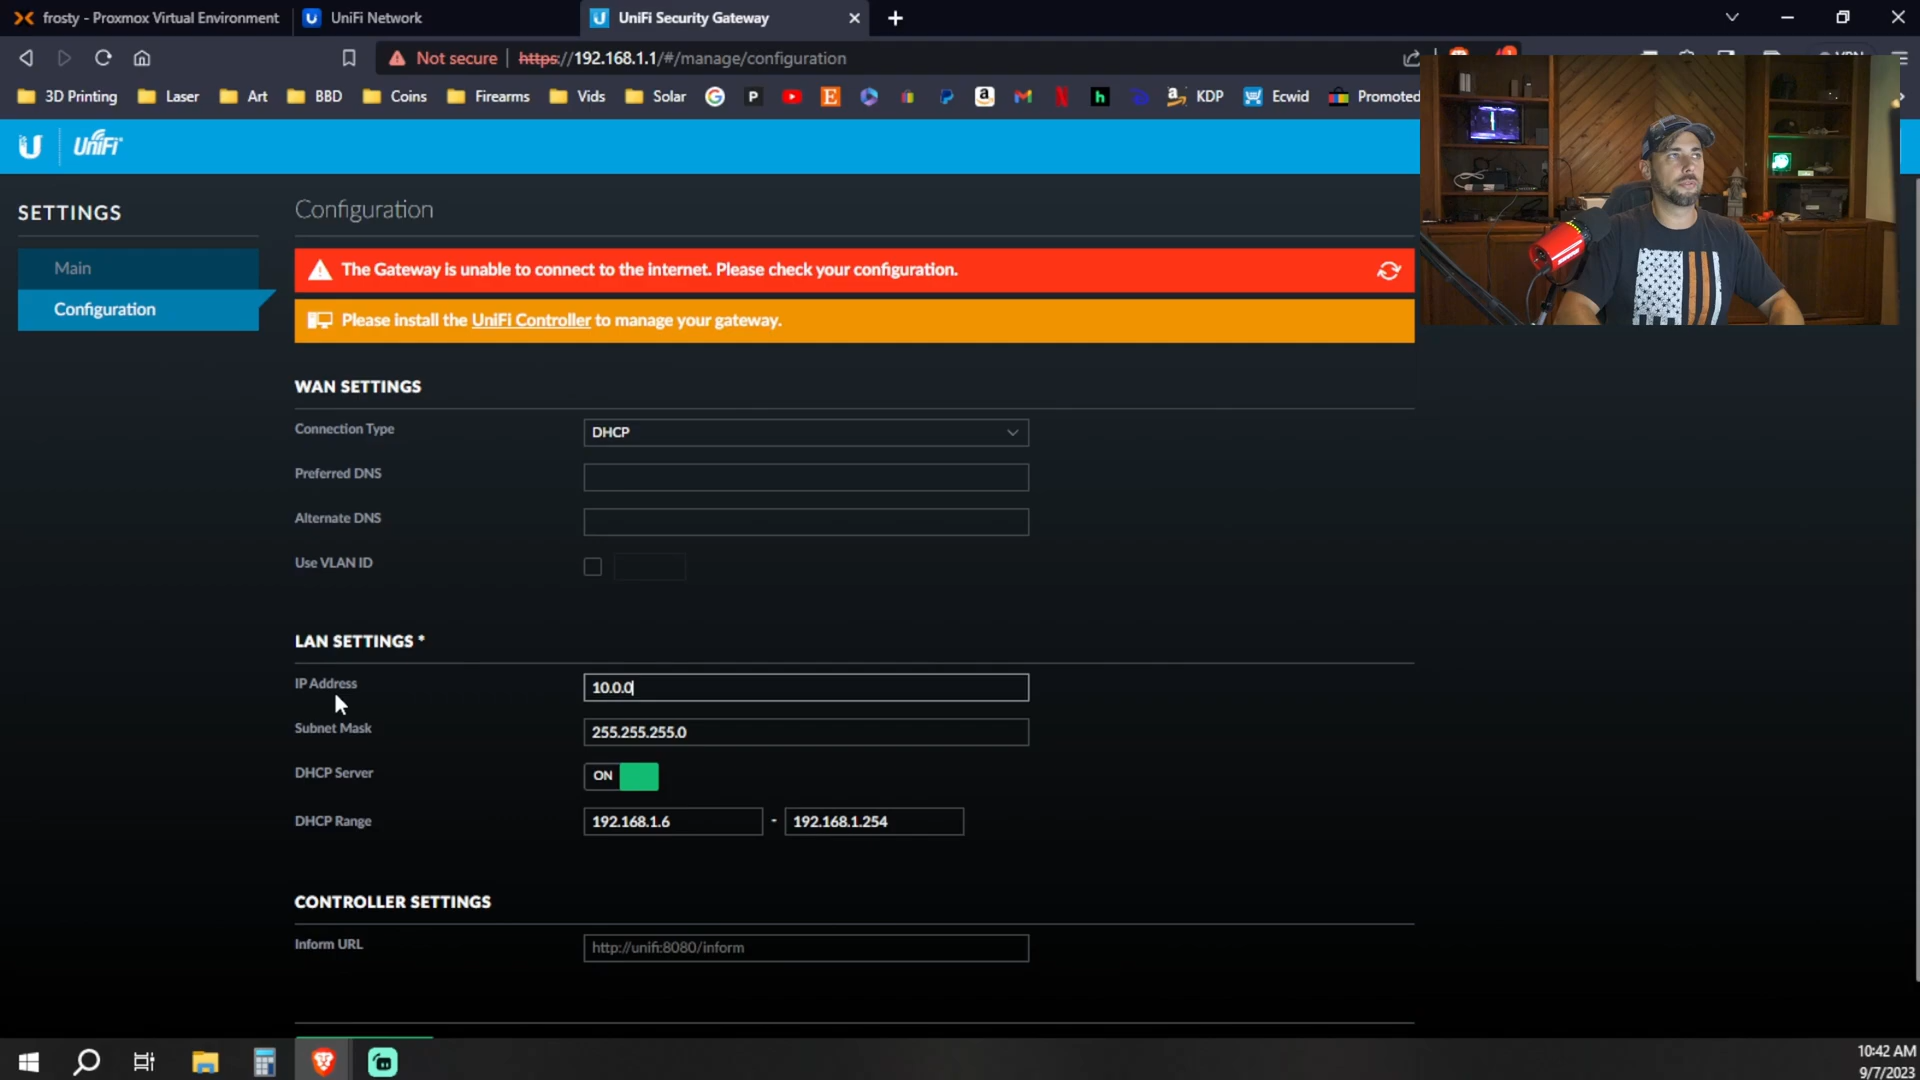 frosty - Proxmox Virtual Environment
UniFi Network
UniFi Security Gateway
Not secure
https://192.168.1.1/#/manage/configuration
3D Printing
Laser
Art
BBD
Coins
Firearms
Vids
Solar
KDP
Ecwid
Promoted
UniFi
SETTINGS
Main
Configuration
Configuration
The Gateway is unable to connect to the internet. Please check your configuration.
Please install the UniFi Controller to manage your gateway.
WAN SETTINGS
Connection Type
DHCP
Preferred DNS
Alternate DNS
Use VLAN ID
LAN SETTINGS *
IP Address
10.0.0
Subnet Mask
255.255.255.0
DHCP Server
ON
DHCP Range
192.168.1.6 - 192.168.1.254
CONTROLLER SETTINGS
Inform URL
http://unifi:8080/inform
10:42 AM
9/7/2023